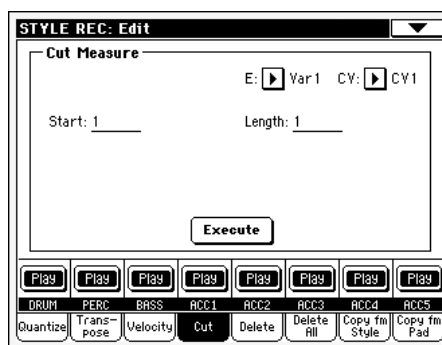 STYLE REC: Edit
Cut Measure
E: Var1 CV: CV1
Start: 1 Length: 1
Execute
Play Play Play Play Play Play Play Play
DRUM PERC BASS ACC1 ACC2 ACC3 ACC4 ACC5
Quantize Trans- Velocity Cut Delete Delete Copy fm Copy fm
pose All Style Pad